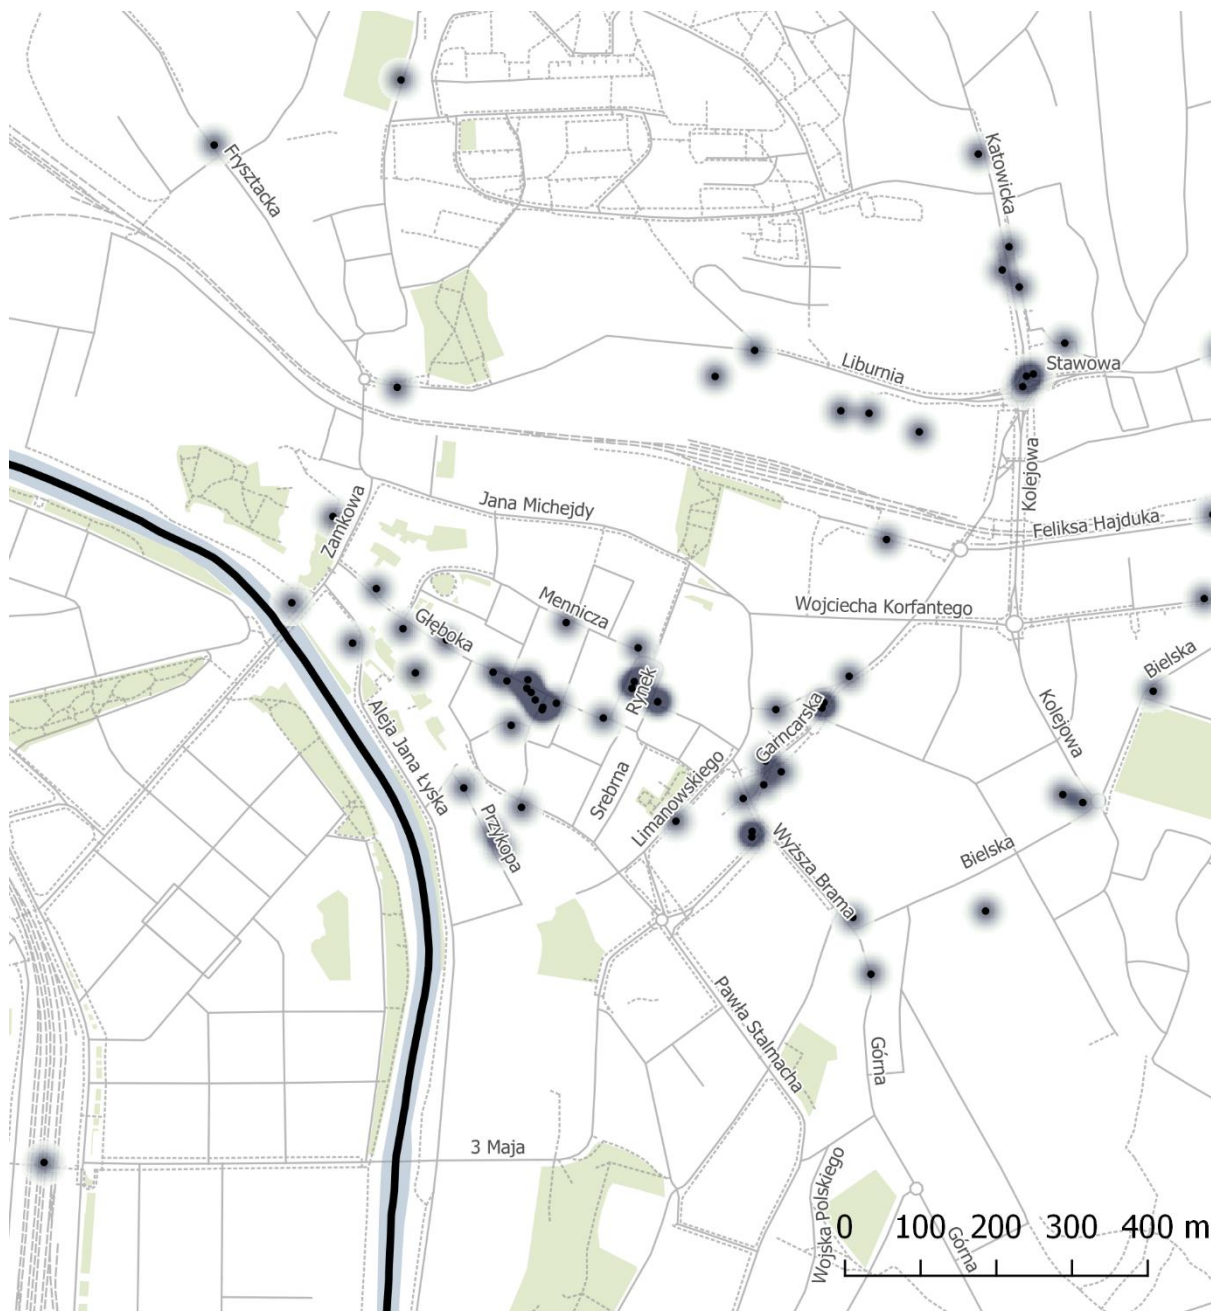 Katowicka
Frysztacka
Liburnia
Stawowa
Kolejowa
Zamkowa
Jana Michejdy
Feliksa Hajduka
Mennicza
Wojciecha Korfantego
Głęboka
Bielska
Rynek
Aleja Jana Łyska
Garncarska
Kolejowa
Srebrna
Limanowskiego
Przykopa
Wyższa Brama
Bielska
Pawła Stalmacha
Górna
3 Maja
Wojska Polskiego
Górna
0 100 200 300 400 m